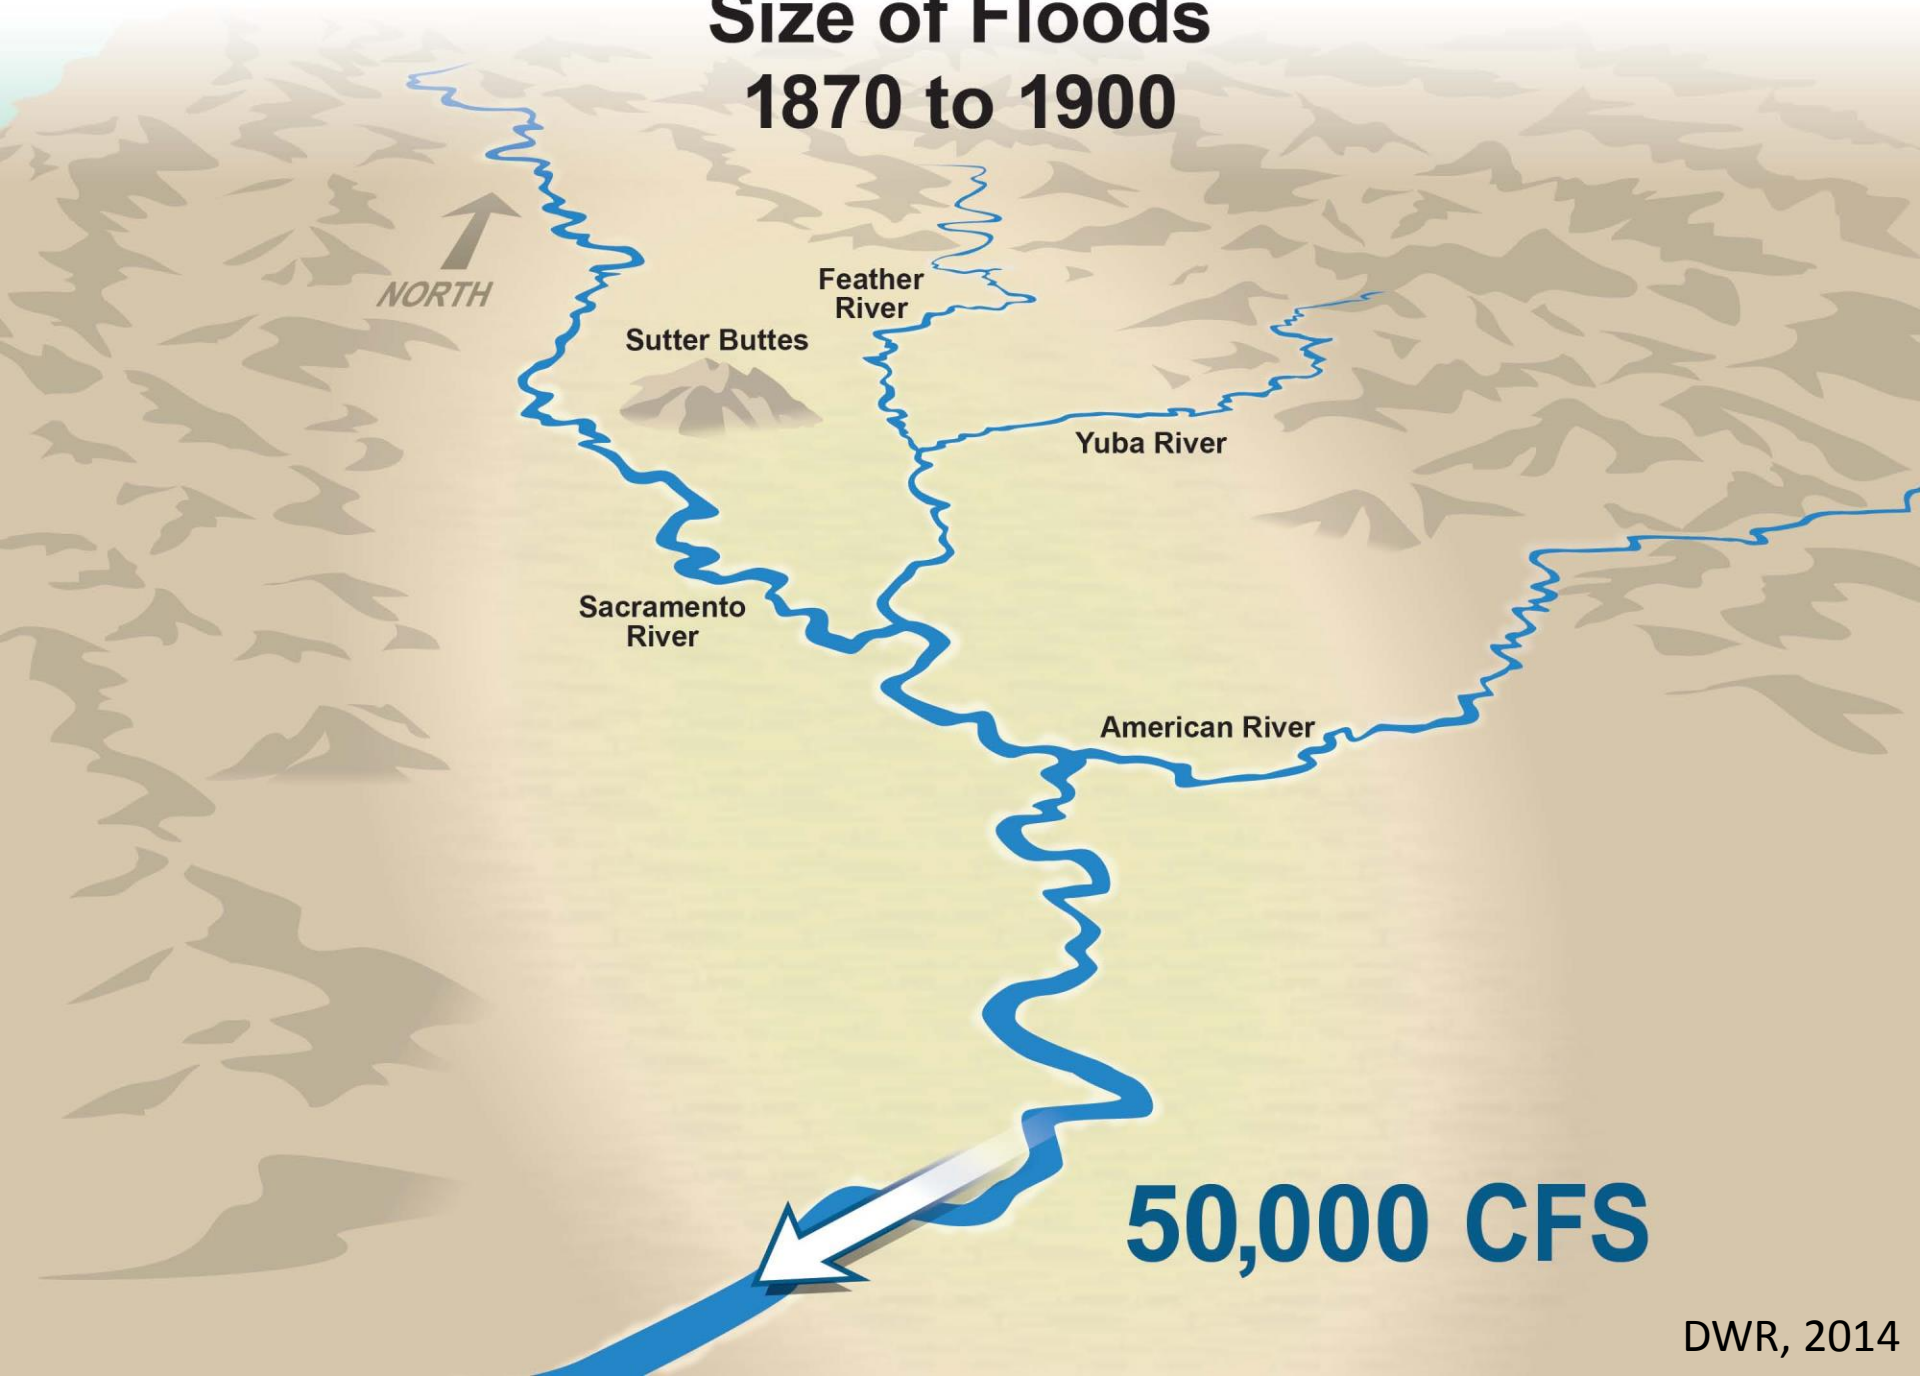 Size of Floods
1870 to 1900
NORTH
Feather
River
Sutter Buttes
Yuba River
Sacramento
River
American River
50,000 CFS
DWR, 2014